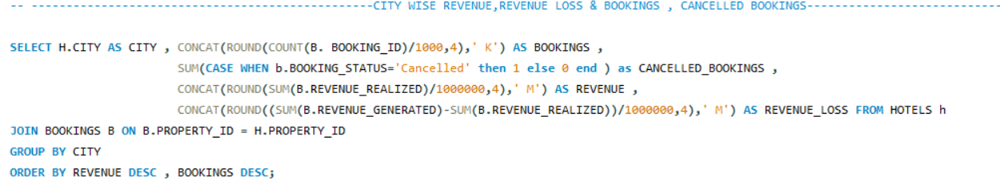 -- -------------------------------------------------CITY WISE REVENUE,REVENUE LOSS & BOOKINGS , CANCELLED BOOKINGS----------------------------
SELECT H.CITY AS CITY , CONCAT(ROUND(COUNT(B. BOOKING_ID)/1000,4),' K') AS BOOKINGS ,
SUM(CASE WHEN b.BOOKING_STATUS='Cancelled' then 1 else 0 end ) as CANCELLED_BOOKINGS ,
CONCAT(ROUND(SUM(B.REVENUE_REALIZED)/1000000,4),' M') AS REVENUE ,
CONCAT(ROUND((SUM(B.REVENUE_GENERATED)-SUM(B.REVENUE_REALIZED))/1000000,4),' M') AS REVENUE_LOSS FROM HOTELS h
JOIN BOOKINGS B ON B.PROPERTY_ID = H.PROPERTY_ID
GROUP BY CITY
ORDER BY REVENUE DESC , BOOKINGS DESC;